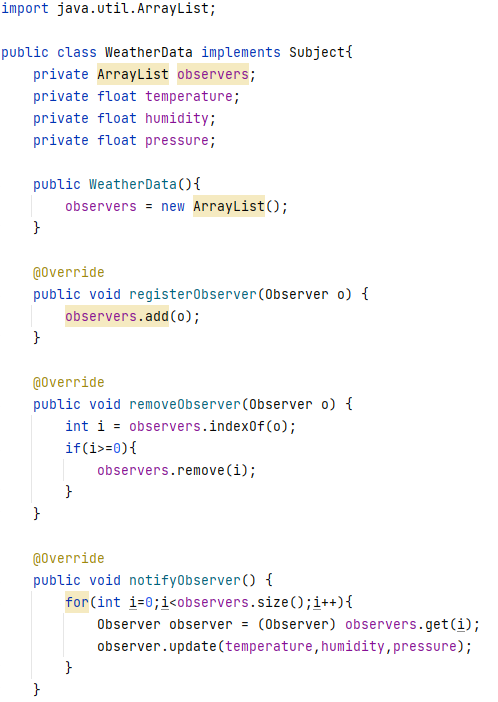 import java.util.ArrayList;
public class WeatherData implements Subject{
    private ArrayList observers;
    private float temperature;
    private float humidity;
    private float pressure;
    public WeatherData(){
        observers = new ArrayList();
    }
    @Override
    public void registerObserver(Observer o) {
        observers.add(o);
    }
    @Override
    public void removeObserver(Observer o) {
        int i = observers.indexOf(o);
        if(i>=0){
            observers.remove(i);
        }
    }
    @Override
    public void notifyObserver() {
        for(int i=0;i<observers.size();i++){
            Observer observer = (Observer) observers.get(i);
            observer.update(temperature,humidity,pressure);
        }
    }